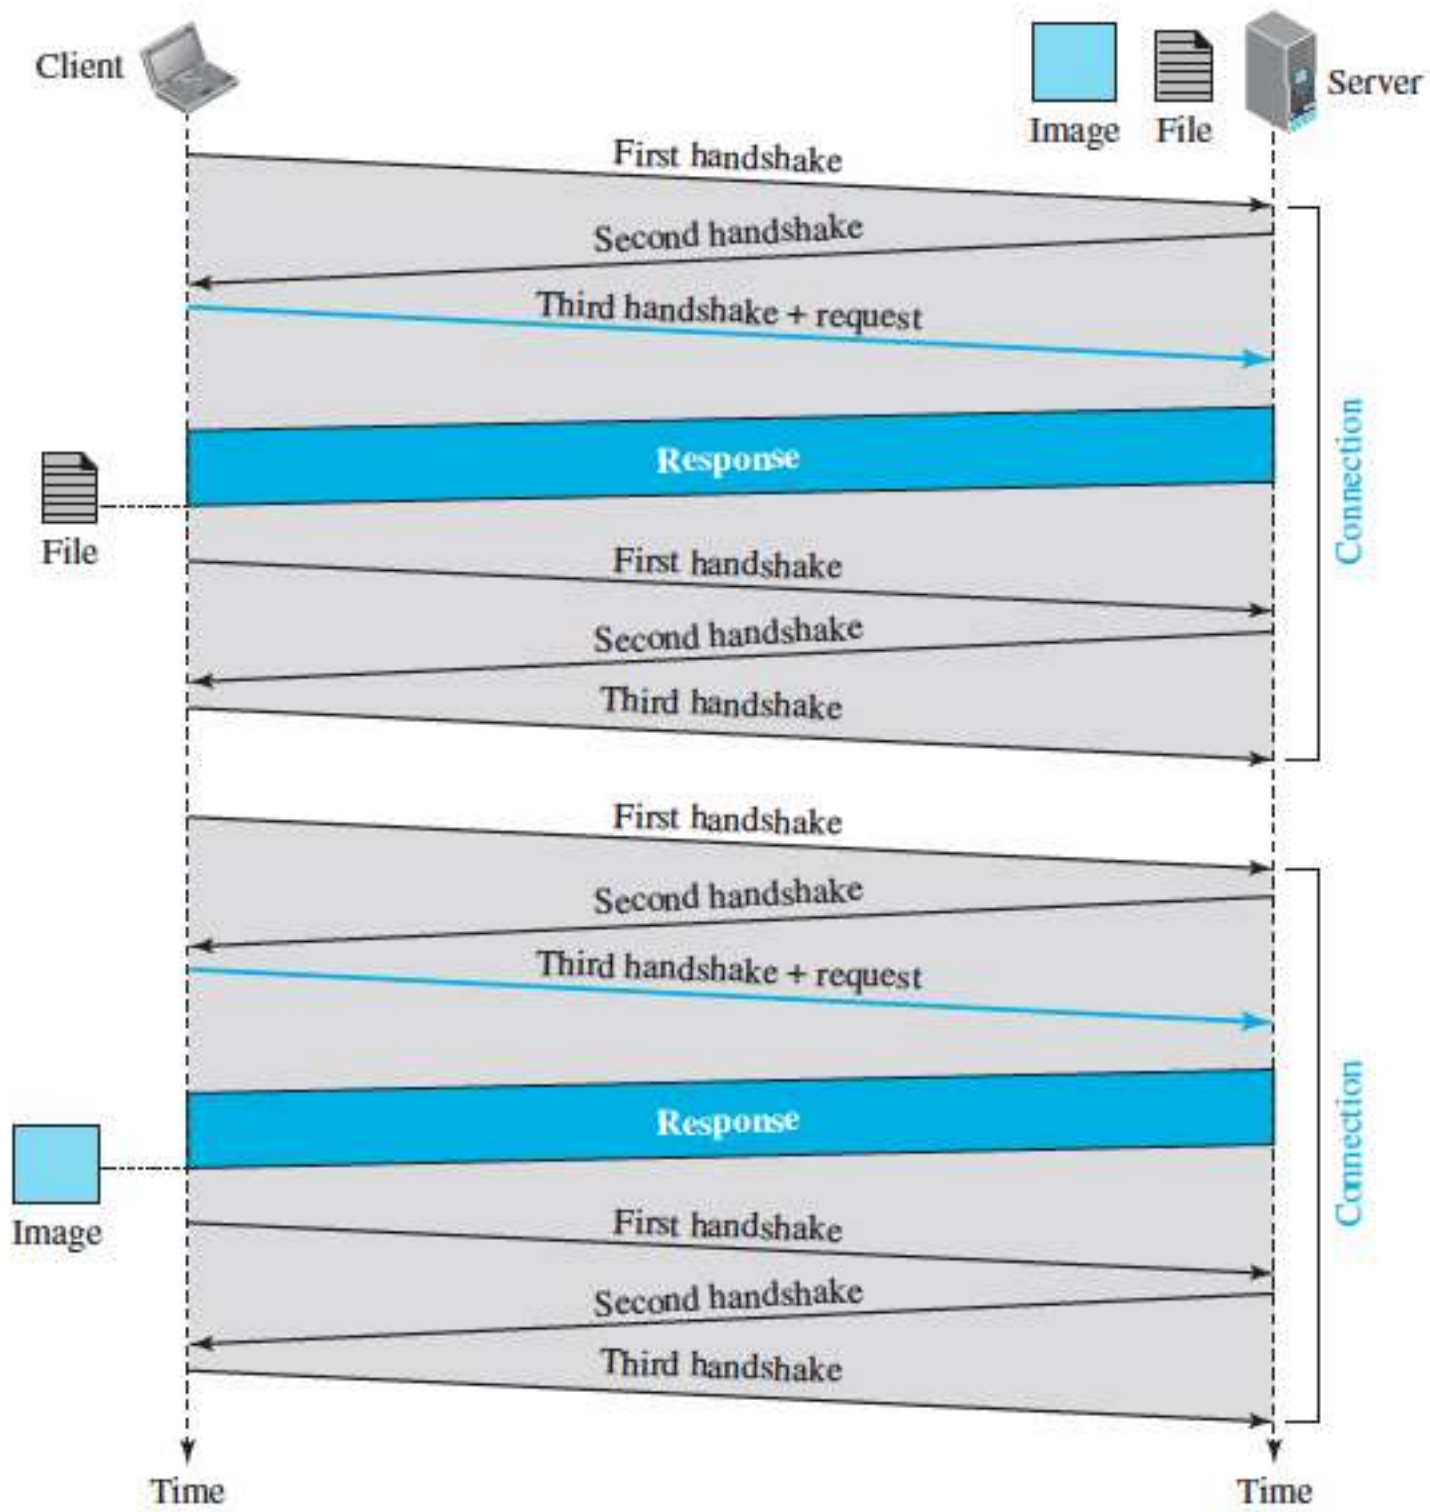 Client
Server
Image
File
First handshake
Second handshake
Third handshake + request
Response
File
Connection
First handshake
Second handshake
Third handshake
First handshake
Second handshake
Third handshake + request
Response
Connection
Image
First handshake
Second handshake
Third handshake
Time
Time